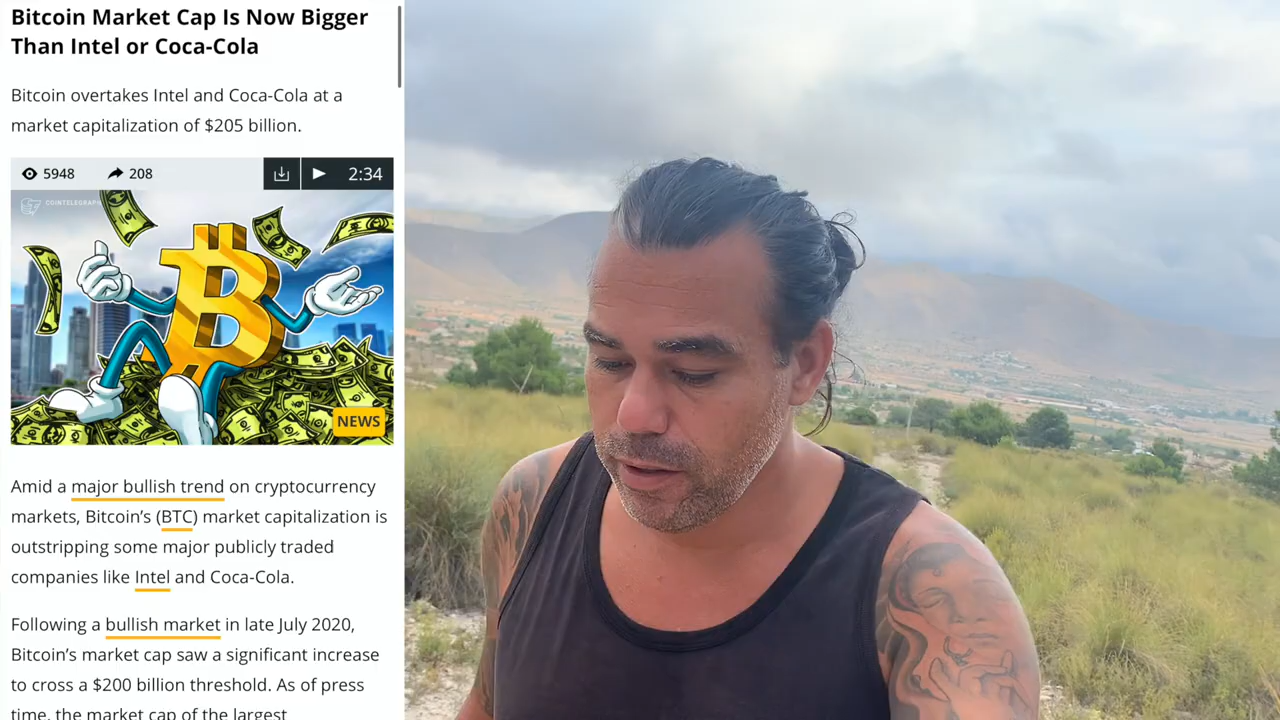 Bitcoin Market Cap Is Now Bigger
Than Intel or Coca-Cola
Bitcoin overtakes Intel and Coca-Cola at a
market capitalization of $205 billion.
5948 208 2:34
COINTELEGRAPH
NEWS
Amid a major bullish trend on cryptocurrency
markets, Bitcoin’s (BTC) market capitalization is
outstripping some major publicly traded
companies like Intel and Coca-Cola.
Following a bullish market in late July 2020,
Bitcoin’s market cap saw a significant increase
to cross a $200 billion threshold. As of press
time, the market cap of the largest